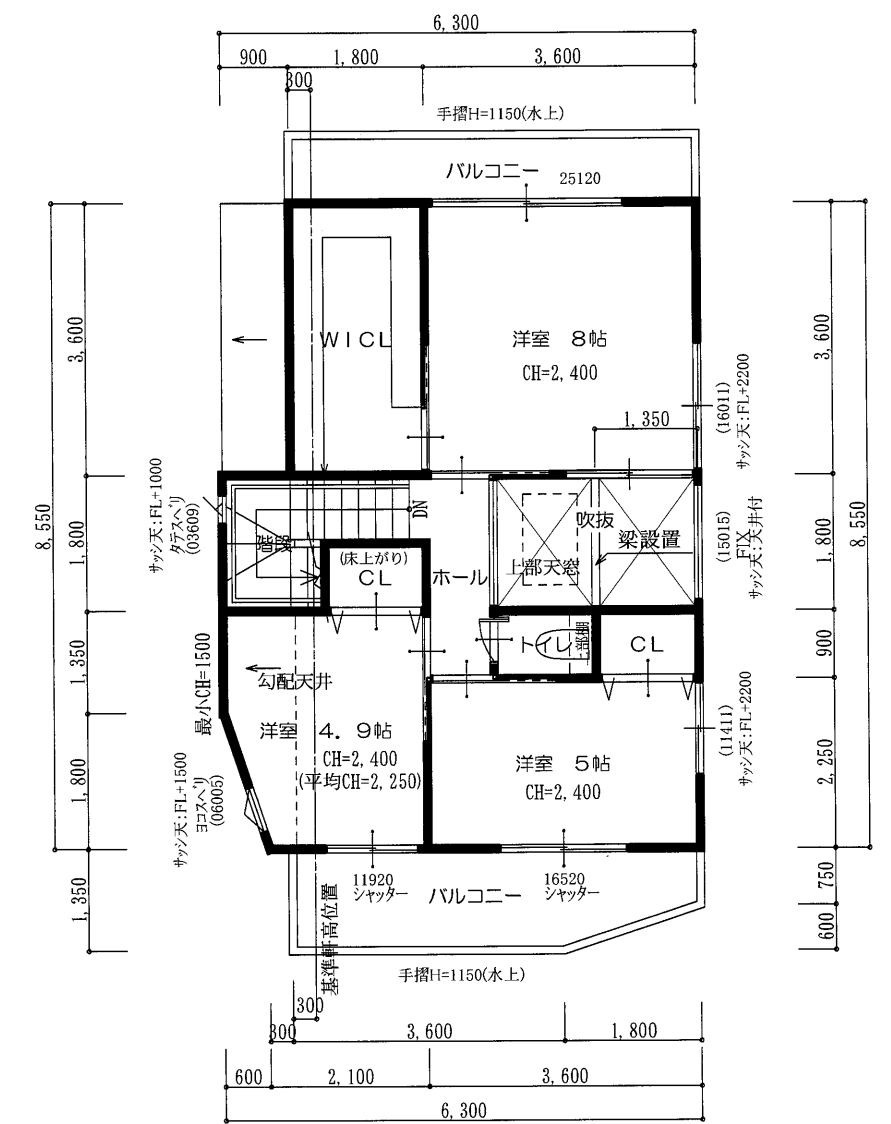 6,300
900
1,800
3,600
300
手摺H=1150(水上)
バルコニー
25120
3,600
3,600
WICL
洋室 8帖
CH=2,400
(16011)
サッシ天:FL+2200
1,350
サッシ天:FL+1000
タテスベリ
(03609)
8,550
1,800
DN
階段
(床上がり)
CL
ホール
吹抜
梁設置
上部天窓
(15015)
FIX
サッシ天:天井付
1,800
8,550
トイレ
上部棚
CL
900
最小CH=1500
1,350
勾配天井
洋室 4.9帖
CH=2,400
(平均CH=2,250)
洋室 5帖
CH=2,400
(11411)
サッシ天:FL+2200
2,250
1,800
サッシ天:FL+1500
ヨコスベリ
(06005)
11920
シャッター
16520
シャッター
バルコニー
750
1,350
600
基準軒高位置
手摺H=1150(水上)
300
300
3,600
1,800
600
2,100
3,600
6,300